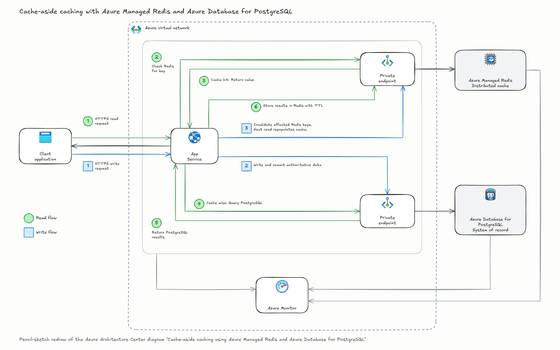 Cache-aside caching with Azure Managed Redis and Azure Database for PostgreSQL
Azure virtual network
2
Check Redis
for key
3
Cache hit: Return value
Private
endpoint
Azure Managed Redis
Distributed cache
6
Store results in Redis with TTL
1
HTTPS read
request
3
Invalidate affected Redis keys,
next read repopulates cache
Client
application
App
Service
1
HTTPS write
request
2
Write and commit authoritative data
4
Cache miss: Query PostgreSQL
Private
endpoint
Azure Database for
PostgreSQL
System of record
Read flow
Write flow
5
Return PostgreSQL
results
Azure Monitor
Pencil-sketch redraw of the Azure Architecture Center diagram "Cache-aside caching using Azure Managed Redis and Azure Database for PostgreSQL"